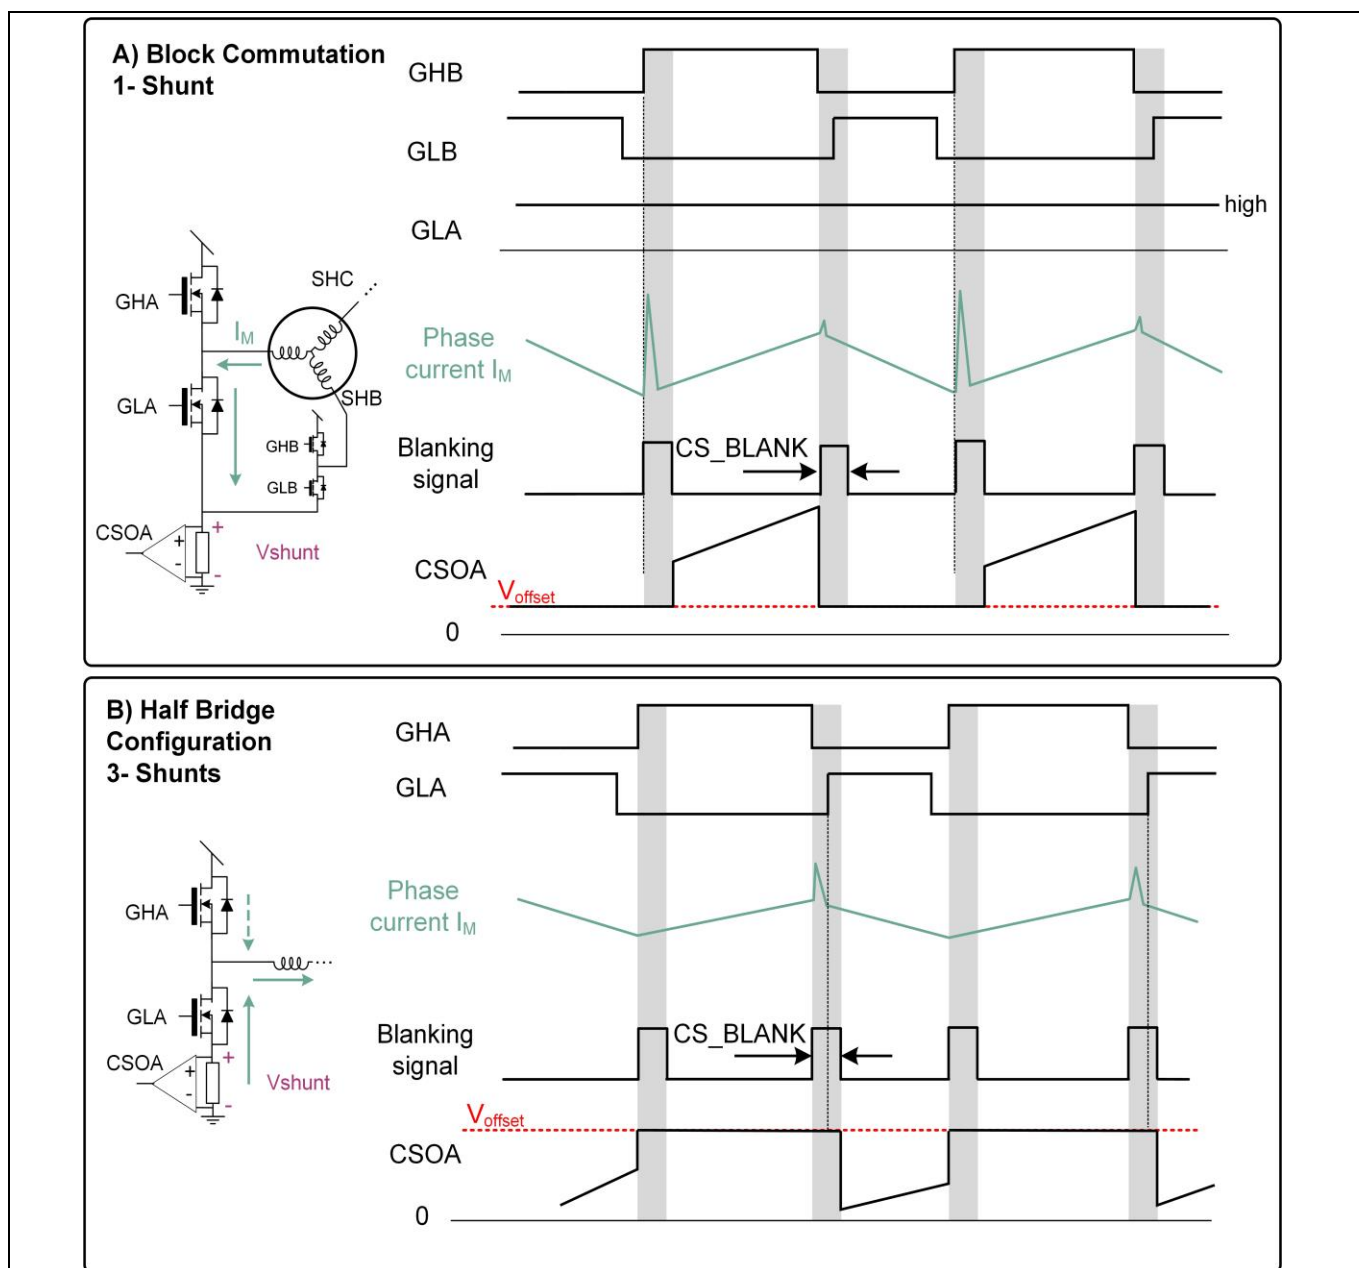 A) Block Commutation
1- Shunt
GHB
GLB
GLA
high
Phase
current IM
Blanking
signal
CS_BLANK
CSOA
Voffset
0
SHC
GHA
IM
SHB
GLA
GHB
GLB
CSOA
+
-
+
-
Vshunt
B) Half Bridge
Configuration
3- Shunts
GHA
GLA
Phase
current IM
Blanking
signal
CS_BLANK
Voffset
CSOA
0
GHA
GLA
CSOA
+
-
+
-
Vshunt